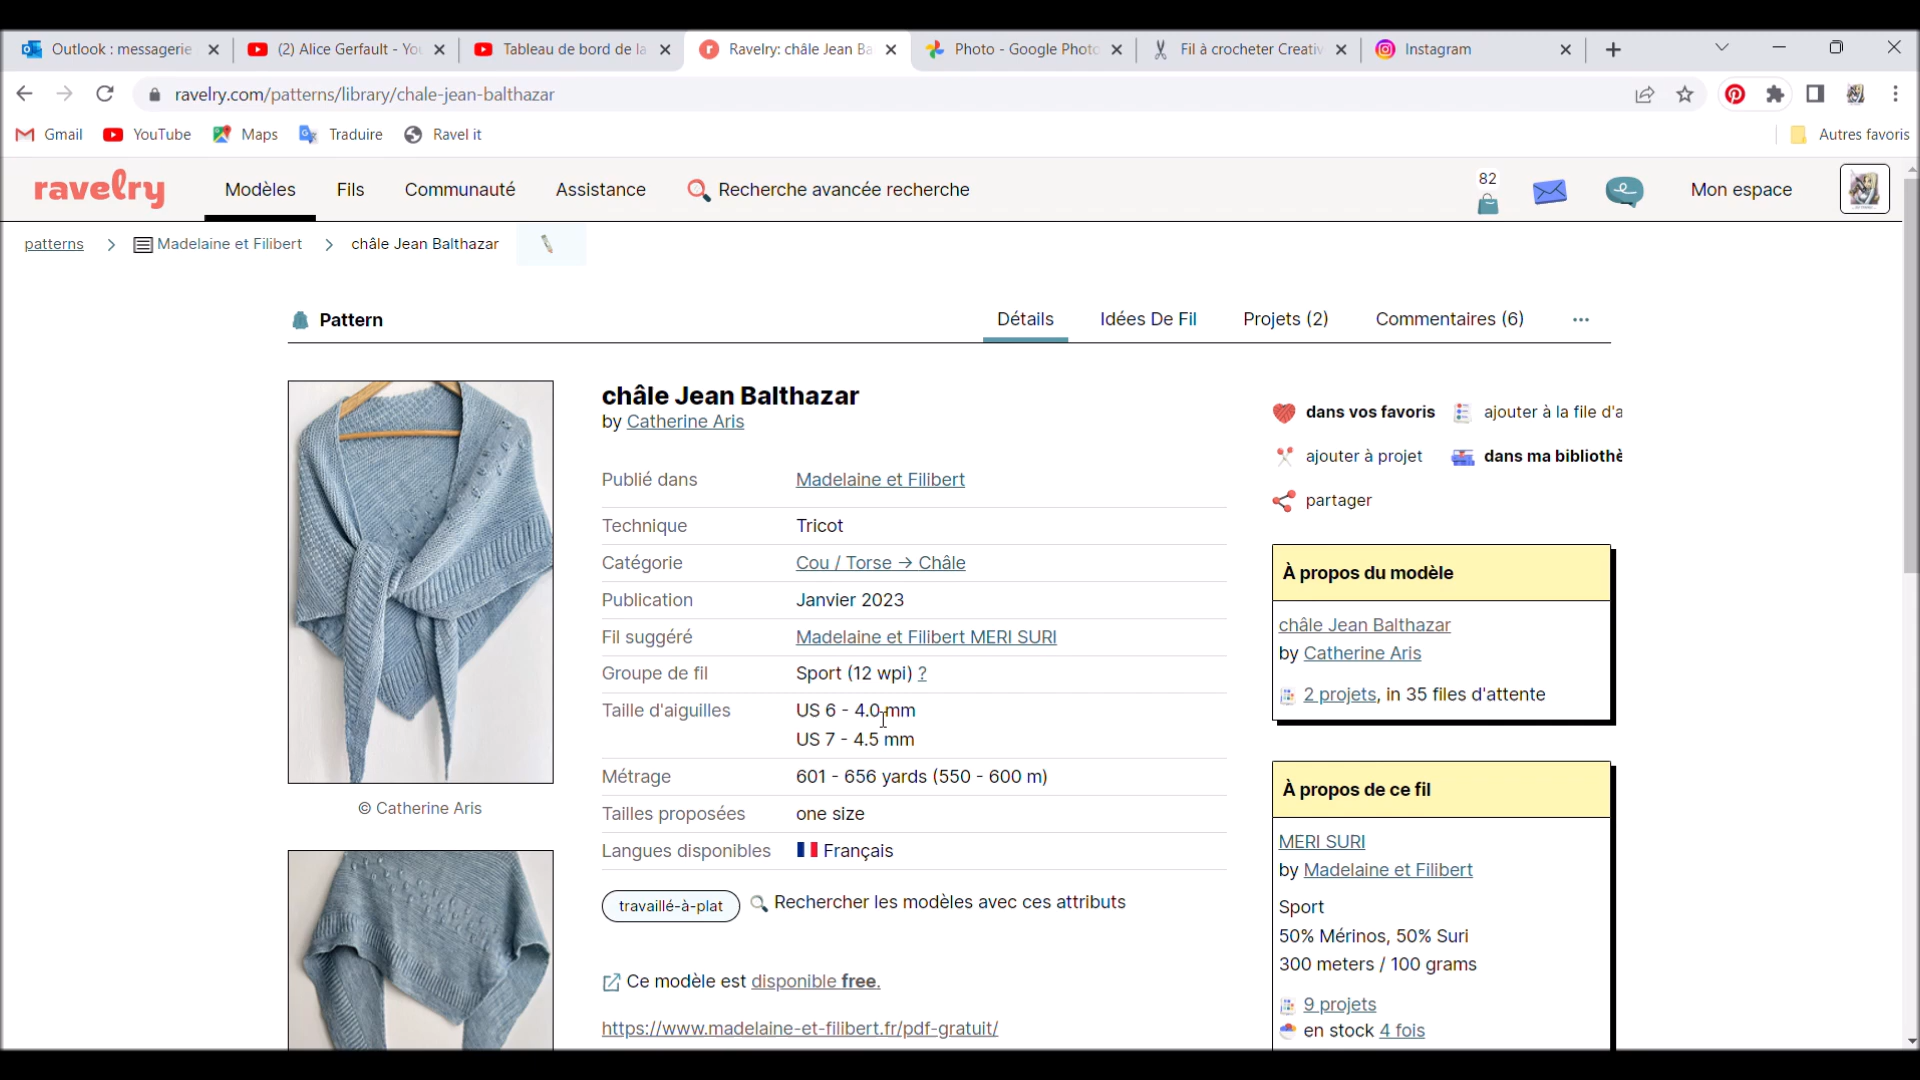 Outlook : messagerie
(2) Alice Gerfault - You
Tableau de bord de la
Ravelry: châle Jean Ba
Photo - Google Photo
Fil à crocheter Creativ
Instagram
ravelry.com/patterns/library/chale-jean-balthazar
Gmail YouTube Maps Traduire Ravel it Autres favoris
ravelry Modèles Fils Communauté Assistance Recherche avancée recherche 82 Mon espace
patterns > Madelaine et Filibert > châle Jean Balthazar
Pattern Détails Idées De Fil Projets (2) Commentaires (6) ...
châle Jean Balthazar
by Catherine Aris
Publié dans Madelaine et Filibert
Technique Tricot
Catégorie Cou / Torse → Châle
Publication Janvier 2023
Fil suggéré Madelaine et Filibert MERI SURI
Groupe de fil Sport (12 wpi) ?
Taille d'aiguilles US 6 - 4.0 mm
US 7 - 4.5 mm
Métrage 601 - 656 yards (550 - 600 m)
Tailles proposées one size
Langues disponibles Français
travaillé-à-plat Rechercher les modèles avec ces attributs
Ce modèle est disponible free.
https://www.madelaine-et-filibert.fr/pdf-gratuit/
© Catherine Aris
dans vos favoris ajouter à la file d'a
ajouter à projet dans ma bibliothè
partager
À propos du modèle
châle Jean Balthazar
by Catherine Aris
2 projets, in 35 files d'attente
À propos de ce fil
MERI SURI
by Madelaine et Filibert
Sport
50% Mérinos, 50% Suri
300 meters / 100 grams
9 projets
en stock 4 fois